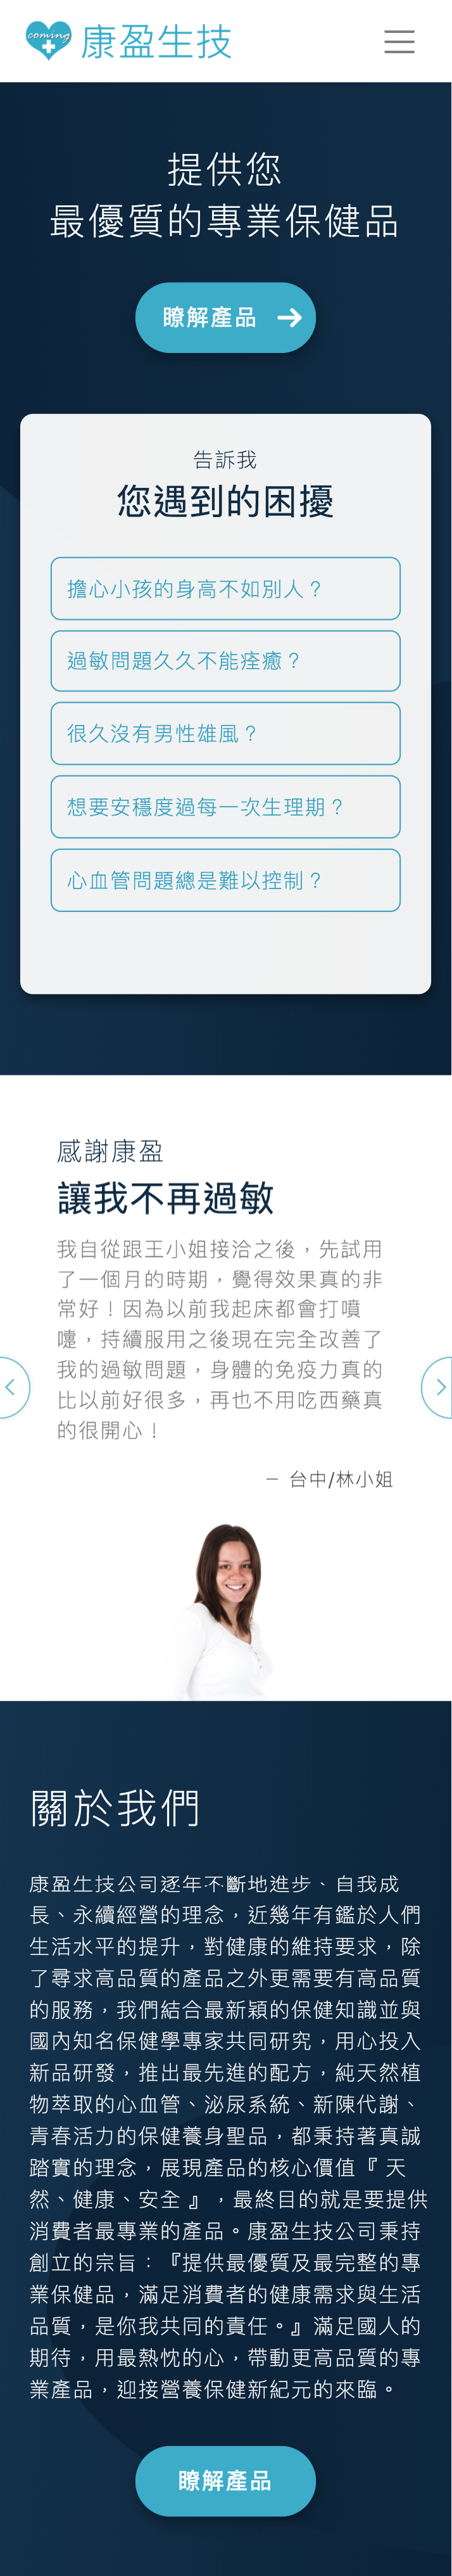 coming
康盈生技
提供您
最優質的專業保健品
瞭解產品
告訴我
您遇到的困擾
擔心小孩的身高不如別人？
過敏問題久久不能痊癒？
很久沒有男性雄風？
想要安穩度過每一次生理期？
心血管問題總是難以控制？
感謝康盈
讓我不再過敏
我自從跟王小姐接洽之後，先試用
了一個月的時期，覺得效果真的非
常好！因為以前我起床都會打噴
嚏，持續服用之後現在完全改善了
我的過敏問題，身體的免疫力真的
比以前好很多，再也不用吃西藥真
的很開心！
— 台中/林小姐
關於我們
康盈生技公司逐年不斷地進步、自我成
長、永續經營的理念，近幾年有鑑於人們
生活水平的提升，對健康的維持要求，除
了尋求高品質的產品之外更需要有高品質
的服務，我們結合最新穎的保健知識並與
國內知名保健學專家共同研究，用心投入
新品研發，推出最先進的配方，純天然植
物萃取的心血管、泌尿系統、新陳代謝、
青春活力的保健養身聖品，都秉持著真誠
踏實的理念，展現產品的核心價值『 天
然、健康、安全 』，最終目的就是要提供
消費者最專業的產品。康盈生技公司秉持
創立的宗旨：『提供最優質及最完整的專
業保健品，滿足消費者的健康需求與生活
品質，是你我共同的責任。』滿足國人的
期待，用最熱忱的心，帶動更高品質的專
業產品，迎接營養保健新紀元的來臨。
瞭解產品